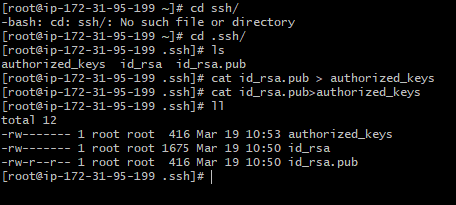 [root@ip-172-31-95-199 ~]# cd ssh/
-bash: cd: ssh/: No such file or directory
[root@ip-172-31-95-199 ~]# cd .ssh/
[root@ip-172-31-95-199 .ssh]# ls
authorized_keys  id_rsa  id_rsa.pub
[root@ip-172-31-95-199 .ssh]# cat id_rsa.pub > authorized_keys
[root@ip-172-31-95-199 .ssh]# cat id_rsa.pub>authorized_keys
[root@ip-172-31-95-199 .ssh]# ll
total 12
-rw------- 1 root root  416 Mar 19 10:53 authorized_keys
-rw------- 1 root root 1675 Mar 19 10:50 id_rsa
-rw-r--r-- 1 root root  416 Mar 19 10:50 id_rsa.pub
[root@ip-172-31-95-199 .ssh]#